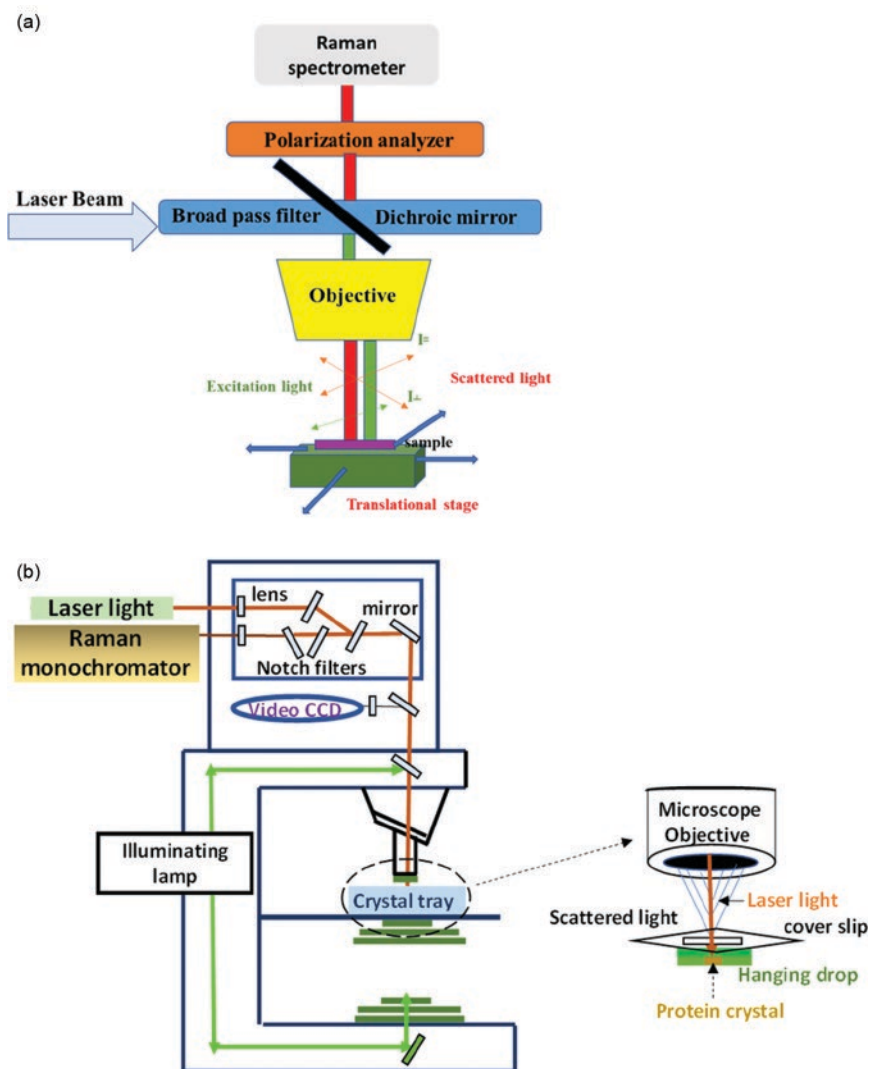 (a)
Raman
spectrometer
Polarization analyzer
Laser Beam
Broad pass filter
Dichroic mirror
Objective
I=
Excitation light
Scattered light
I⊥
sample
Translational stage
(b)
lens
Laser light
mirror
Raman
monochromator
Notch filters
Video CCD
Illuminating
lamp
Crystal tray
Microscope
Objective
Laser light
Scattered light
cover slip
Hanging drop
Protein crystal